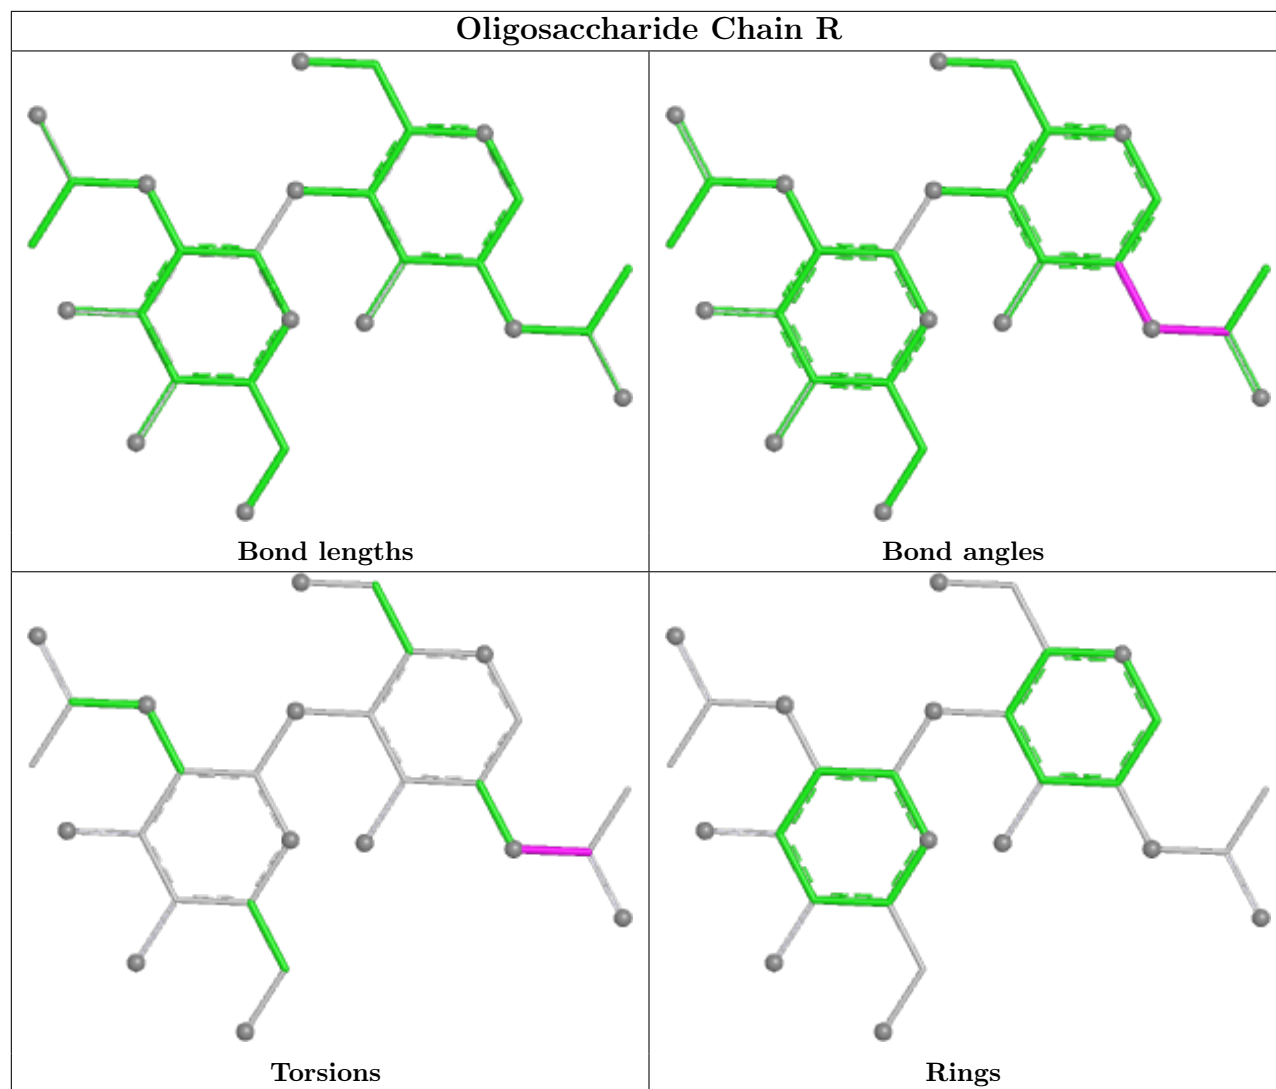 Oligosaccharide Chain R
Bond lengths
Bond angles
Torsions
Rings